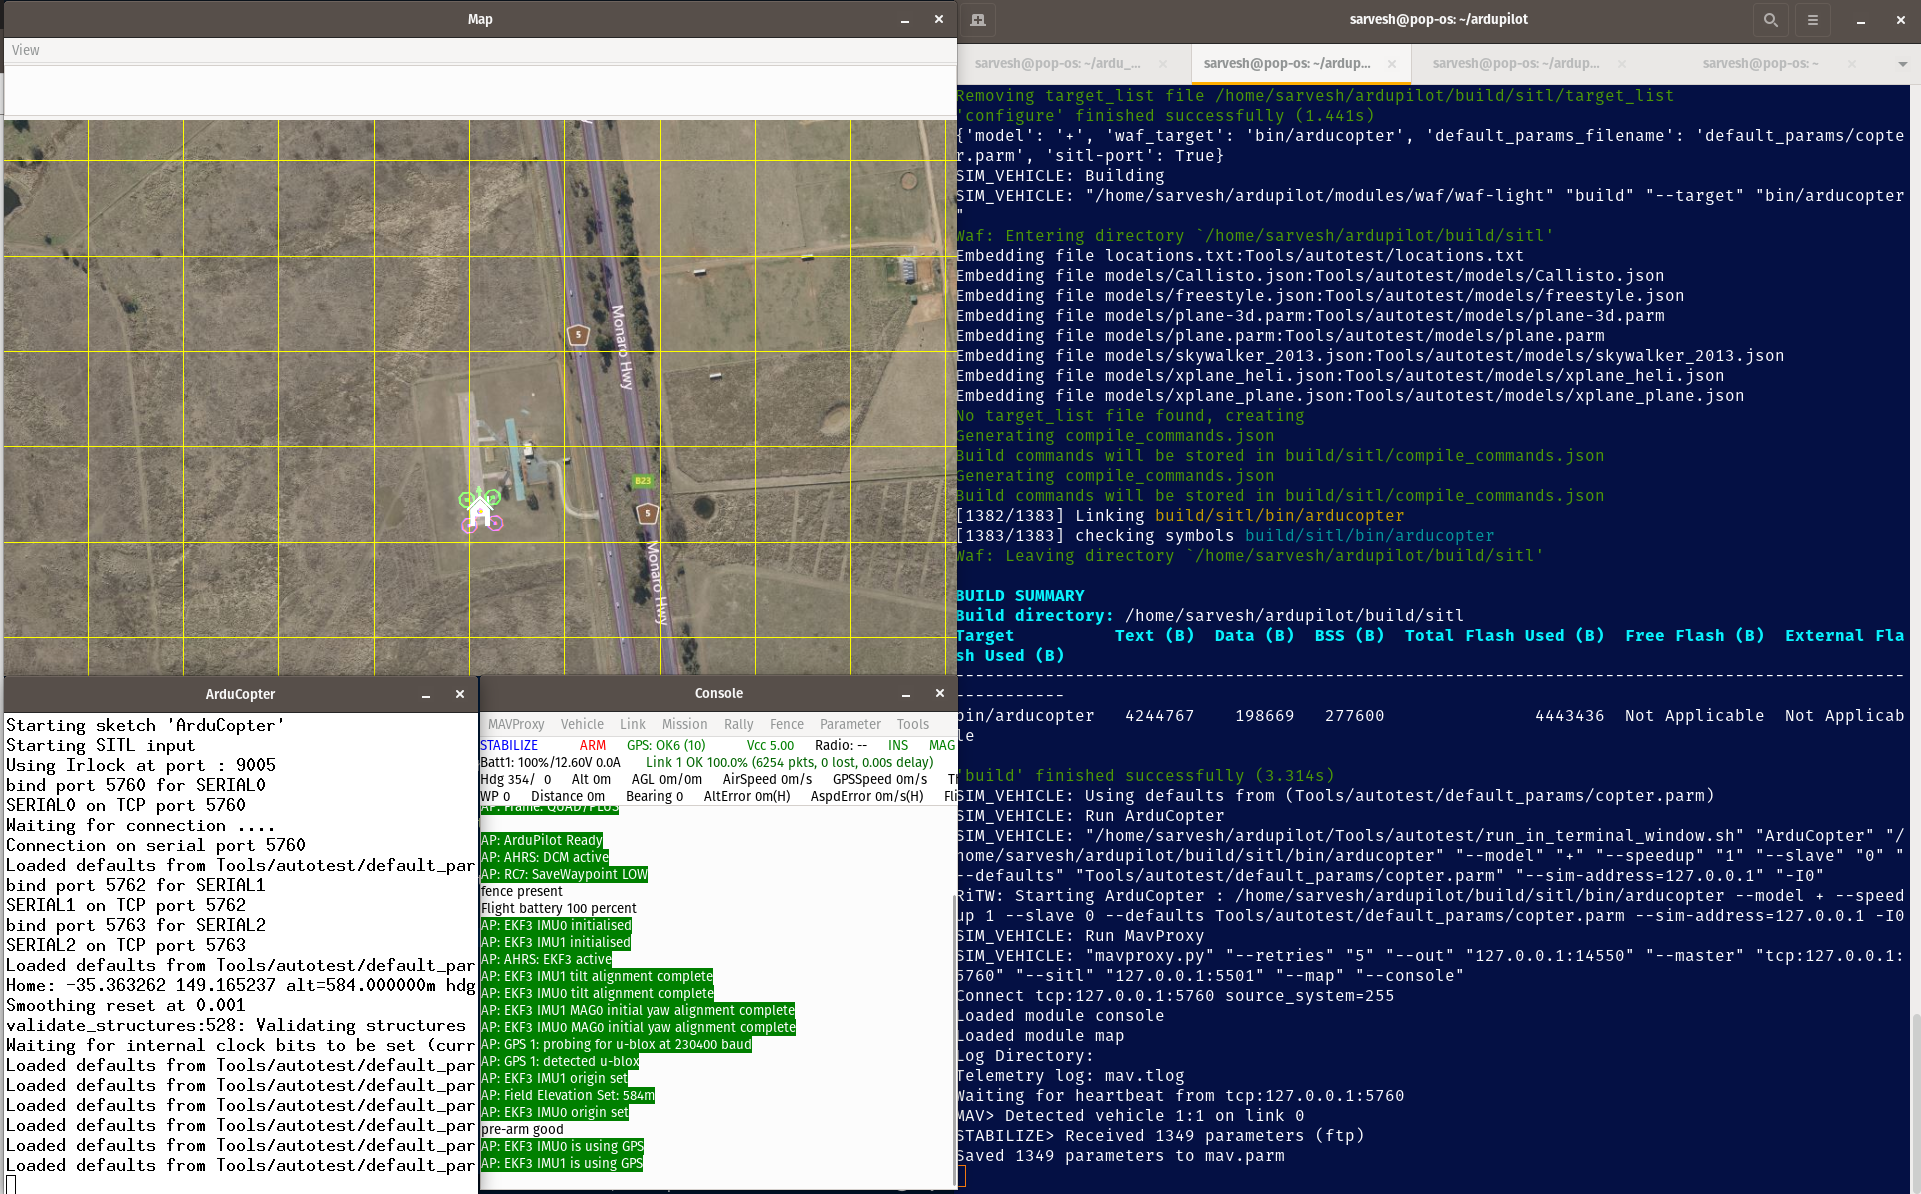 Map
View
Monaro Hwy
5
B23
5
Monaro Hwy
ArduCopter
Starting sketch 'ArduCopter'
Starting SITL input
Using Irlock at port : 9005
bind port 5760 for SERIAL0
SERIAL0 on TCP port 5760
Waiting for connection ....
Connection on serial port 5760
Loaded defaults from Tools/autotest/default_par
bind port 5762 for SERIAL1
SERIAL1 on TCP port 5762
bind port 5763 for SERIAL2
SERIAL2 on TCP port 5763
Loaded defaults from Tools/autotest/default_par
Home: -35.363262 149.165237 alt=584.000000m hdg
Smoothing reset at 0.001
validate_structures:528: Validating structures
Waiting for internal clock bits to be set (curr
Loaded defaults from Tools/autotest/default_par
Loaded defaults from Tools/autotest/default_par
Loaded defaults from Tools/autotest/default_par
Loaded defaults from Tools/autotest/default_par
Loaded defaults from Tools/autotest/default_par
Loaded defaults from Tools/autotest/default_par
Console
MAVProxy Vehicle Link Mission Rally Fence Parameter Tools
STABILIZE ARM GPS: OK6 (10) Vcc 5.00 Radio: -- INS MAG
Batt1: 100%/12.60V 0.0A Link 1 OK 100.0% (6254 pkts, 0 lost, 0.00s delay)
Hdg 354/ 0 Alt 0m AGL 0m/0m AirSpeed 0m/s GPSSpeed 0m/s Th
WP 0 Distance 0m Bearing 0 AltError 0m(H) AspdError 0m/s(H) Fli
AP: Frame: QUAD/PLUS
AP: ArduPilot Ready
AP: AHRS: DCM active
AP: RC7: SaveWaypoint LOW
fence present
Flight battery 100 percent
AP: EKF3 IMU0 initialised
AP: EKF3 IMU1 initialised
AP: AHRS: EKF3 active
AP: EKF3 IMU1 tilt alignment complete
AP: EKF3 IMU0 tilt alignment complete
AP: EKF3 IMU1 MAG0 initial yaw alignment complete
AP: EKF3 IMU0 MAG0 initial yaw alignment complete
AP: GPS 1: probing for u-blox at 230400 baud
AP: GPS 1: detected u-blox
AP: EKF3 IMU1 origin set
AP: Field Elevation Set: 584m
AP: EKF3 IMU0 origin set
pre-arm good
AP: EKF3 IMU0 is using GPS
AP: EKF3 IMU1 is using GPS
sarvesh@pop-os: ~/ardupilot
sarvesh@pop-os: ~/ardu_... sarvesh@pop-os: ~/ardup... sarvesh@pop-os: ~/ardup... sarvesh@pop-os: ~
Removing target_list file /home/sarvesh/ardupilot/build/sitl/target_list
'configure' finished successfully (1.441s)
{'model': '+', 'waf_target': 'bin/arducopter', 'default_params_filename': 'default_params/copte
r.parm', 'sitl-port': True}
SIM_VEHICLE: Building
SIM_VEHICLE: "/home/sarvesh/ardupilot/modules/waf/waf-light" "build" "--target" "bin/arducopter
"
Waf: Entering directory `/home/sarvesh/ardupilot/build/sitl'
Embedding file locations.txt:Tools/autotest/locations.txt
Embedding file models/Callisto.json:Tools/autotest/models/Callisto.json
Embedding file models/freestyle.json:Tools/autotest/models/freestyle.json
Embedding file models/plane-3d.parm:Tools/autotest/models/plane-3d.parm
Embedding file models/plane.parm:Tools/autotest/models/plane.parm
Embedding file models/skywalker_2013.json:Tools/autotest/models/skywalker_2013.json
Embedding file models/xplane_heli.json:Tools/autotest/models/xplane_heli.json
Embedding file models/xplane_plane.json:Tools/autotest/models/xplane_plane.json
No target_list file found, creating
Generating compile_commands.json
Build commands will be stored in build/sitl/compile_commands.json
Generating compile_commands.json
Build commands will be stored in build/sitl/compile_commands.json
[1382/1383] Linking build/sitl/bin/arducopter
[1383/1383] checking symbols build/sitl/bin/arducopter
Waf: Leaving directory `/home/sarvesh/ardupilot/build/sitl'
BUILD SUMMARY
Build directory: /home/sarvesh/ardupilot/build/sitl
Target Text (B) Data (B) BSS (B) Total Flash Used (B) Free Flash (B) External Fla
sh Used (B)
-----------------------------------------------------------------------------------------------
-----------
bin/arducopter 4244767 198669 277600 4443436 Not Applicable Not Applicab
le
'build' finished successfully (3.314s)
SIM_VEHICLE: Using defaults from (Tools/autotest/default_params/copter.parm)
SIM_VEHICLE: Run ArduCopter
SIM_VEHICLE: "/home/sarvesh/ardupilot/Tools/autotest/run_in_terminal_window.sh" "ArduCopter" "/
home/sarvesh/ardupilot/build/sitl/bin/arducopter" "--model" "+" "--speedup" "1" "--slave" "0" "
--defaults" "Tools/autotest/default_params/copter.parm" "--sim-address=127.0.0.1" "-I0"
RiTW: Starting ArduCopter : /home/sarvesh/ardupilot/build/sitl/bin/arducopter --model + --speed
up 1 --slave 0 --defaults Tools/autotest/default_params/copter.parm --sim-address=127.0.0.1 -I0
SIM_VEHICLE: Run MavProxy
SIM_VEHICLE: "mavproxy.py" "--retries" "5" "--out" "127.0.0.1:14550" "--master" "tcp:127.0.0.1:
5760" "--sitl" "127.0.0.1:5501" "--map" "--console"
Connect tcp:127.0.0.1:5760 source_system=255
Loaded module console
Loaded module map
Log Directory:
Telemetry log: mav.tlog
Waiting for heartbeat from tcp:127.0.0.1:5760
MAV> Detected vehicle 1:1 on link 0
STABILIZE> Received 1349 parameters (ftp)
Saved 1349 parameters to mav.parm